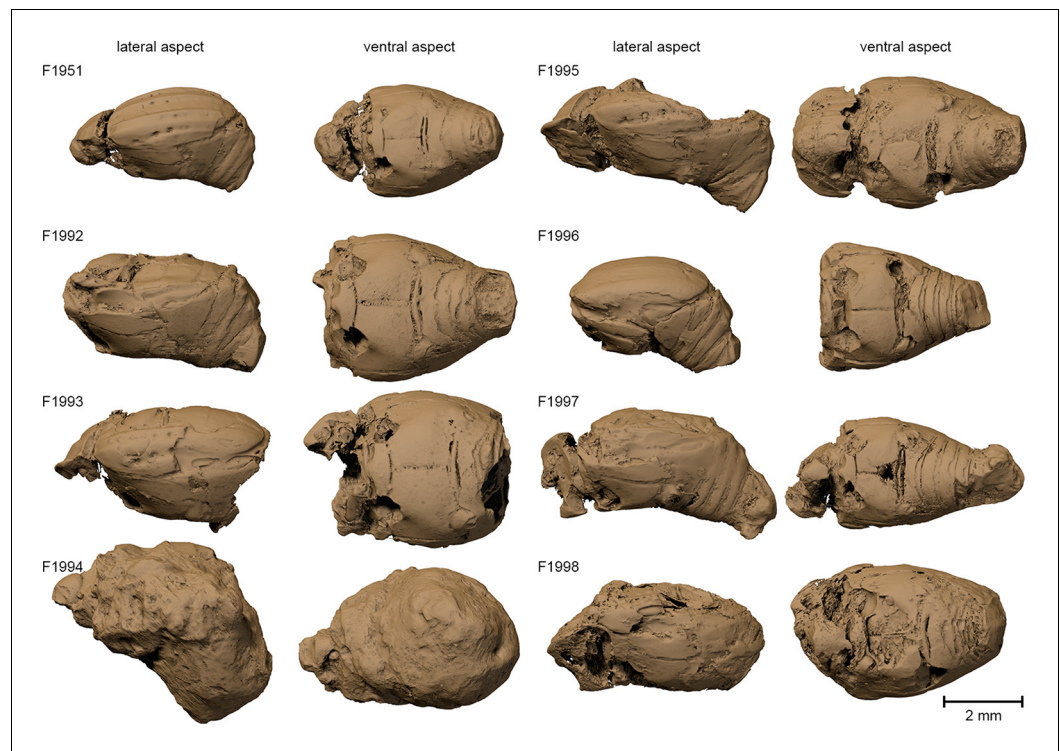 lateral aspect ventral aspect lateral aspect ventral aspect
F1951 F1995
F1992 F1996
F1993 F1997
F1994 F1998
2 mm